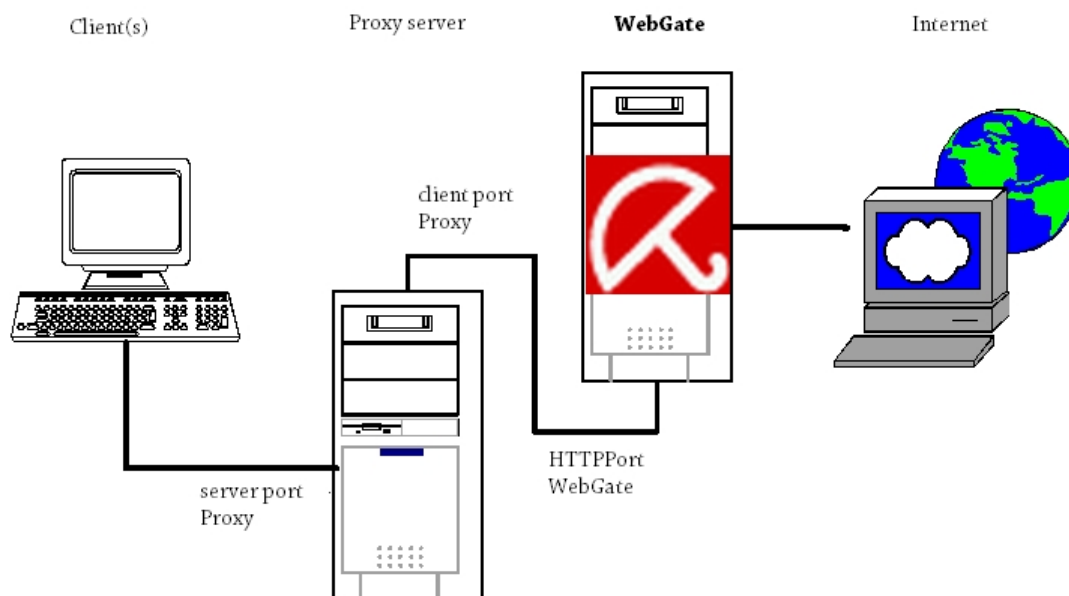 Client(s)
Proxy server
WebGate
Internet
client port
Proxy
HTTPPort
WebGate
server port
Proxy